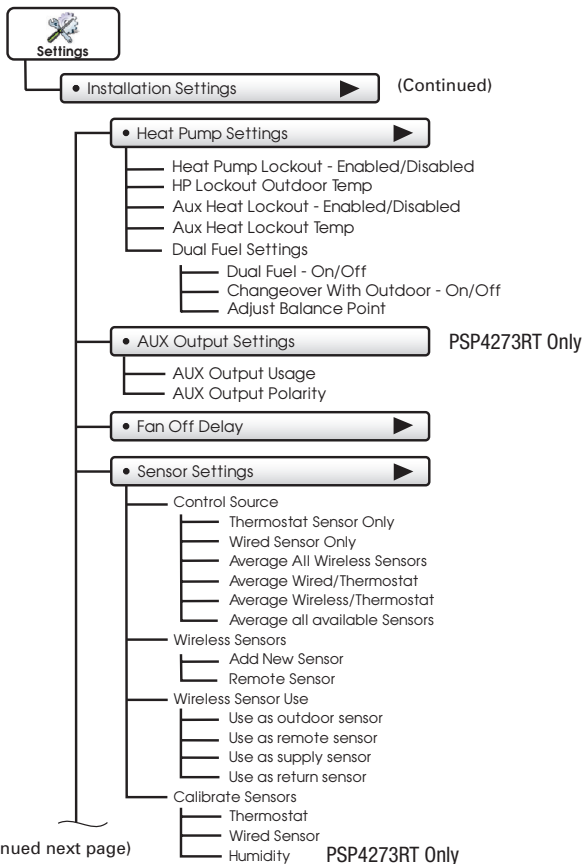 Settings
• Installation Settings (Continued)
• Heat Pump Settings
Heat Pump Lockout - Enabled/Disabled
HP Lockout Outdoor Temp
Aux Heat Lockout - Enabled/Disabled
Aux Heat Lockout Temp
Dual Fuel Settings
Dual Fuel - On/Off
Changeover With Outdoor - On/Off
Adjust Balance Point
• AUX Output Settings PSP4273RT Only
AUX Output Usage
AUX Output Polarity
• Fan Off Delay
• Sensor Settings
Control Source
Thermostat Sensor Only
Wired Sensor Only
Average All Wireless Sensors
Average Wired/Thermostat
Average Wireless/Thermostat
Average all available Sensors
Wireless Sensors
Add New Sensor
Remote Sensor
Wireless Sensor Use
Use as outdoor sensor
Use as remote sensor
Use as supply sensor
Use as return sensor
Calibrate Sensors
Thermostat
Wired Sensor
nued next page)
Humidity PSP4273RT Only